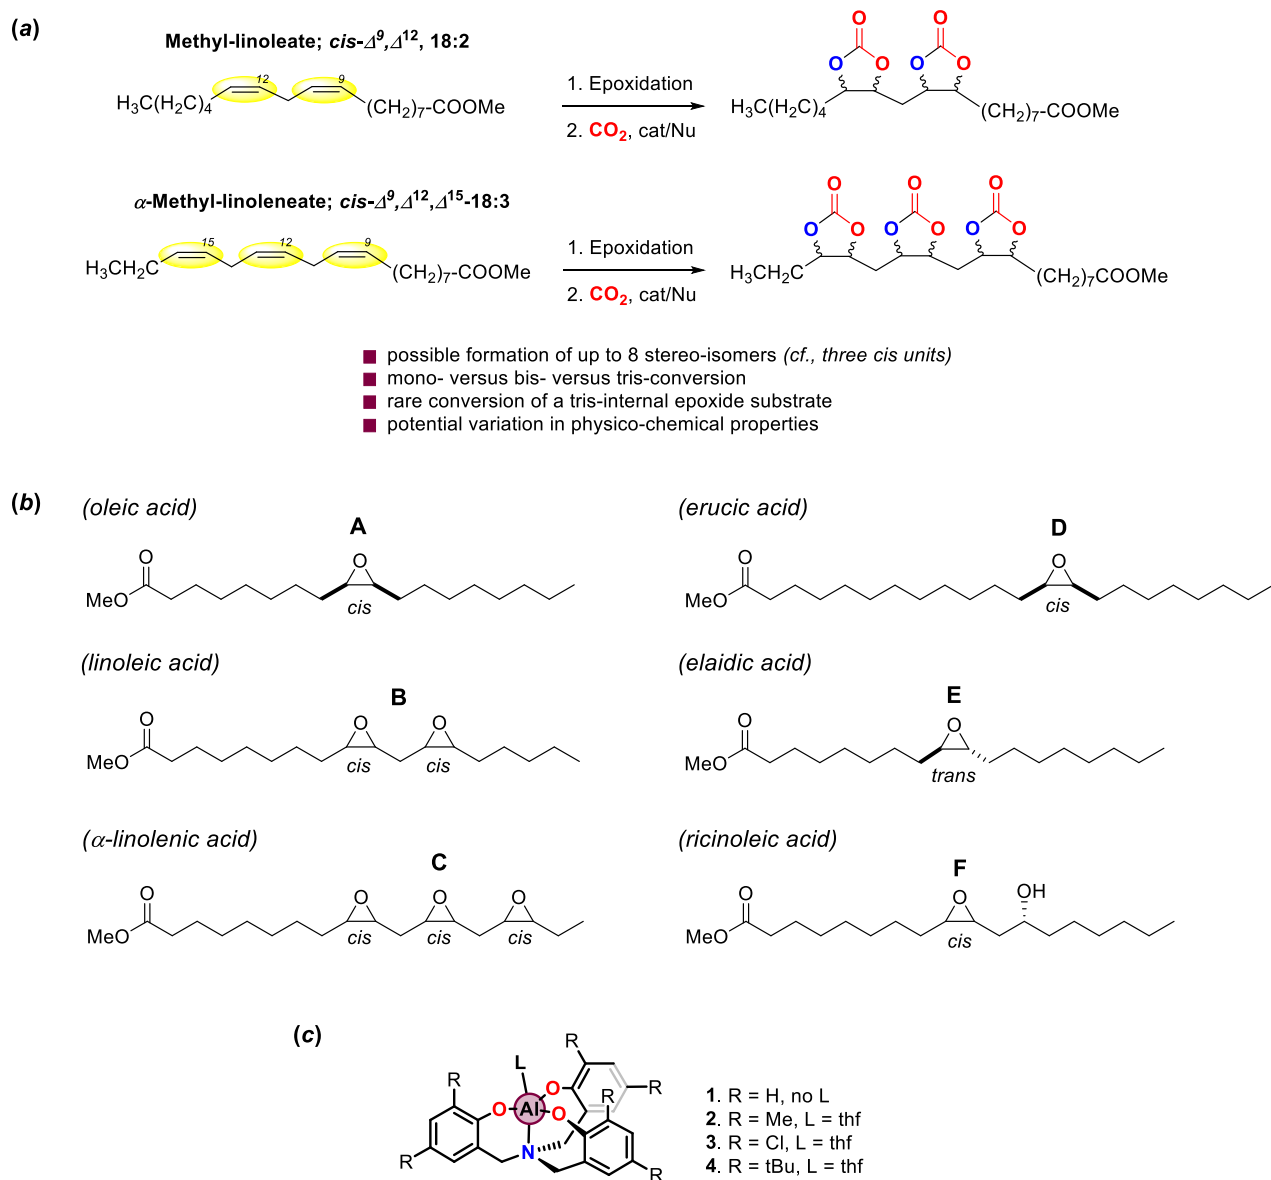 (a)
Methyl-linoleate; cis-Δ⁹,Δ¹², 18:2
12
9
H₃C(H₂C)₄
(CH₂)₇-COOMe
1. Epoxidation
2. CO₂, cat/Nu
O
O
O
O
O
O
H₃C(H₂C)₄
(CH₂)₇-COOMe
α-Methyl-linoleneate; cis-Δ⁹,Δ¹²,Δ¹⁵-18:3
15
12
9
H₃CH₂C
(CH₂)₇-COOMe
1. Epoxidation
2. CO₂, cat/Nu
O
O
O
O
O
O
O
O
O
H₃CH₂C
(CH₂)₇COOMe
possible formation of up to 8 stereo-isomers (cf., three cis units)
mono- versus bis- versus tris-conversion
rare conversion of a tris-internal epoxide substrate
potential variation in physico-chemical properties
(b)
(oleic acid)
A
O
O
MeO
cis
(erucic acid)
D
O
O
MeO
cis
(linoleic acid)
B
O
O
O
MeO
cis
cis
(elaidic acid)
E
O
O
MeO
trans
(α-linolenic acid)
C
O
O
O
O
MeO
cis
cis
cis
(ricinoleic acid)
F
O
O
OH
MeO
cis
(c)
R
L
R
R
R
O
O
Al
O
N
R
R
1. R = H, no L
2. R = Me, L = thf
3. R = Cl, L = thf
4. R = tBu, L = thf